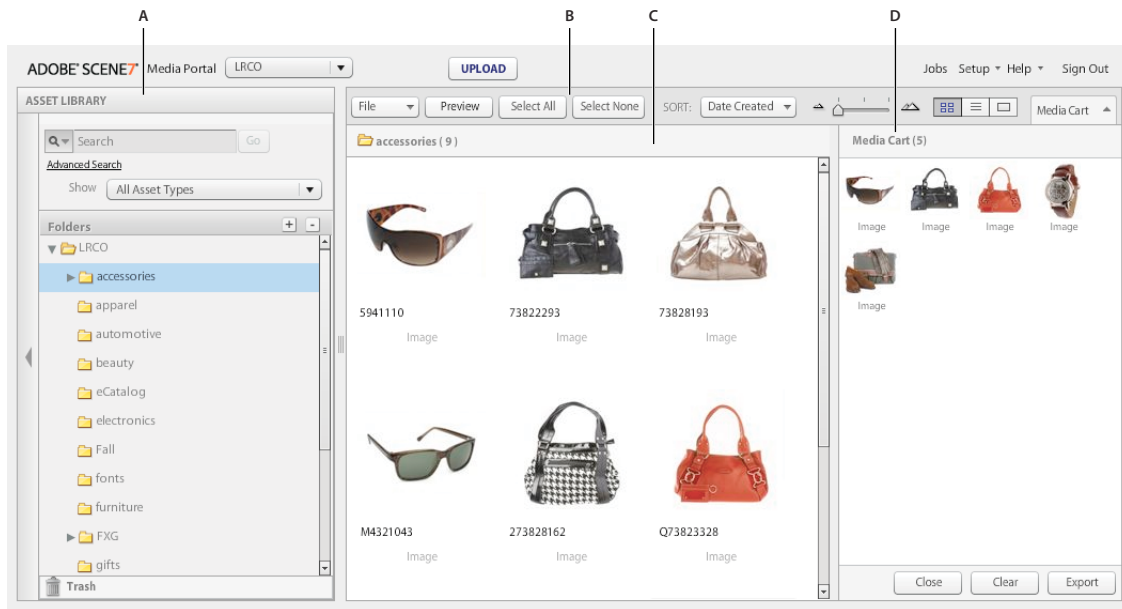 A B C D
ADOBE® SCENE7® Media Portal LRCO UPLOAD Jobs Setup Help Sign Out
ASSET LIBRARY
File Preview Select All Select None SORT: Date Created Media Cart
Search Go
Advanced Search
Show All Asset Types
Folders + -
LRCO
accessories
apparel
automotive
beauty
eCatalog
electronics
Fall
fonts
furniture
FXG
gifts
Trash
accessories ( 9 )
5941110 73822293 73828193
Image Image Image
M4321043 273828162 Q73823328
Image Image Image
Media Cart (5)
Image Image Image Image
Image
Close Clear Export